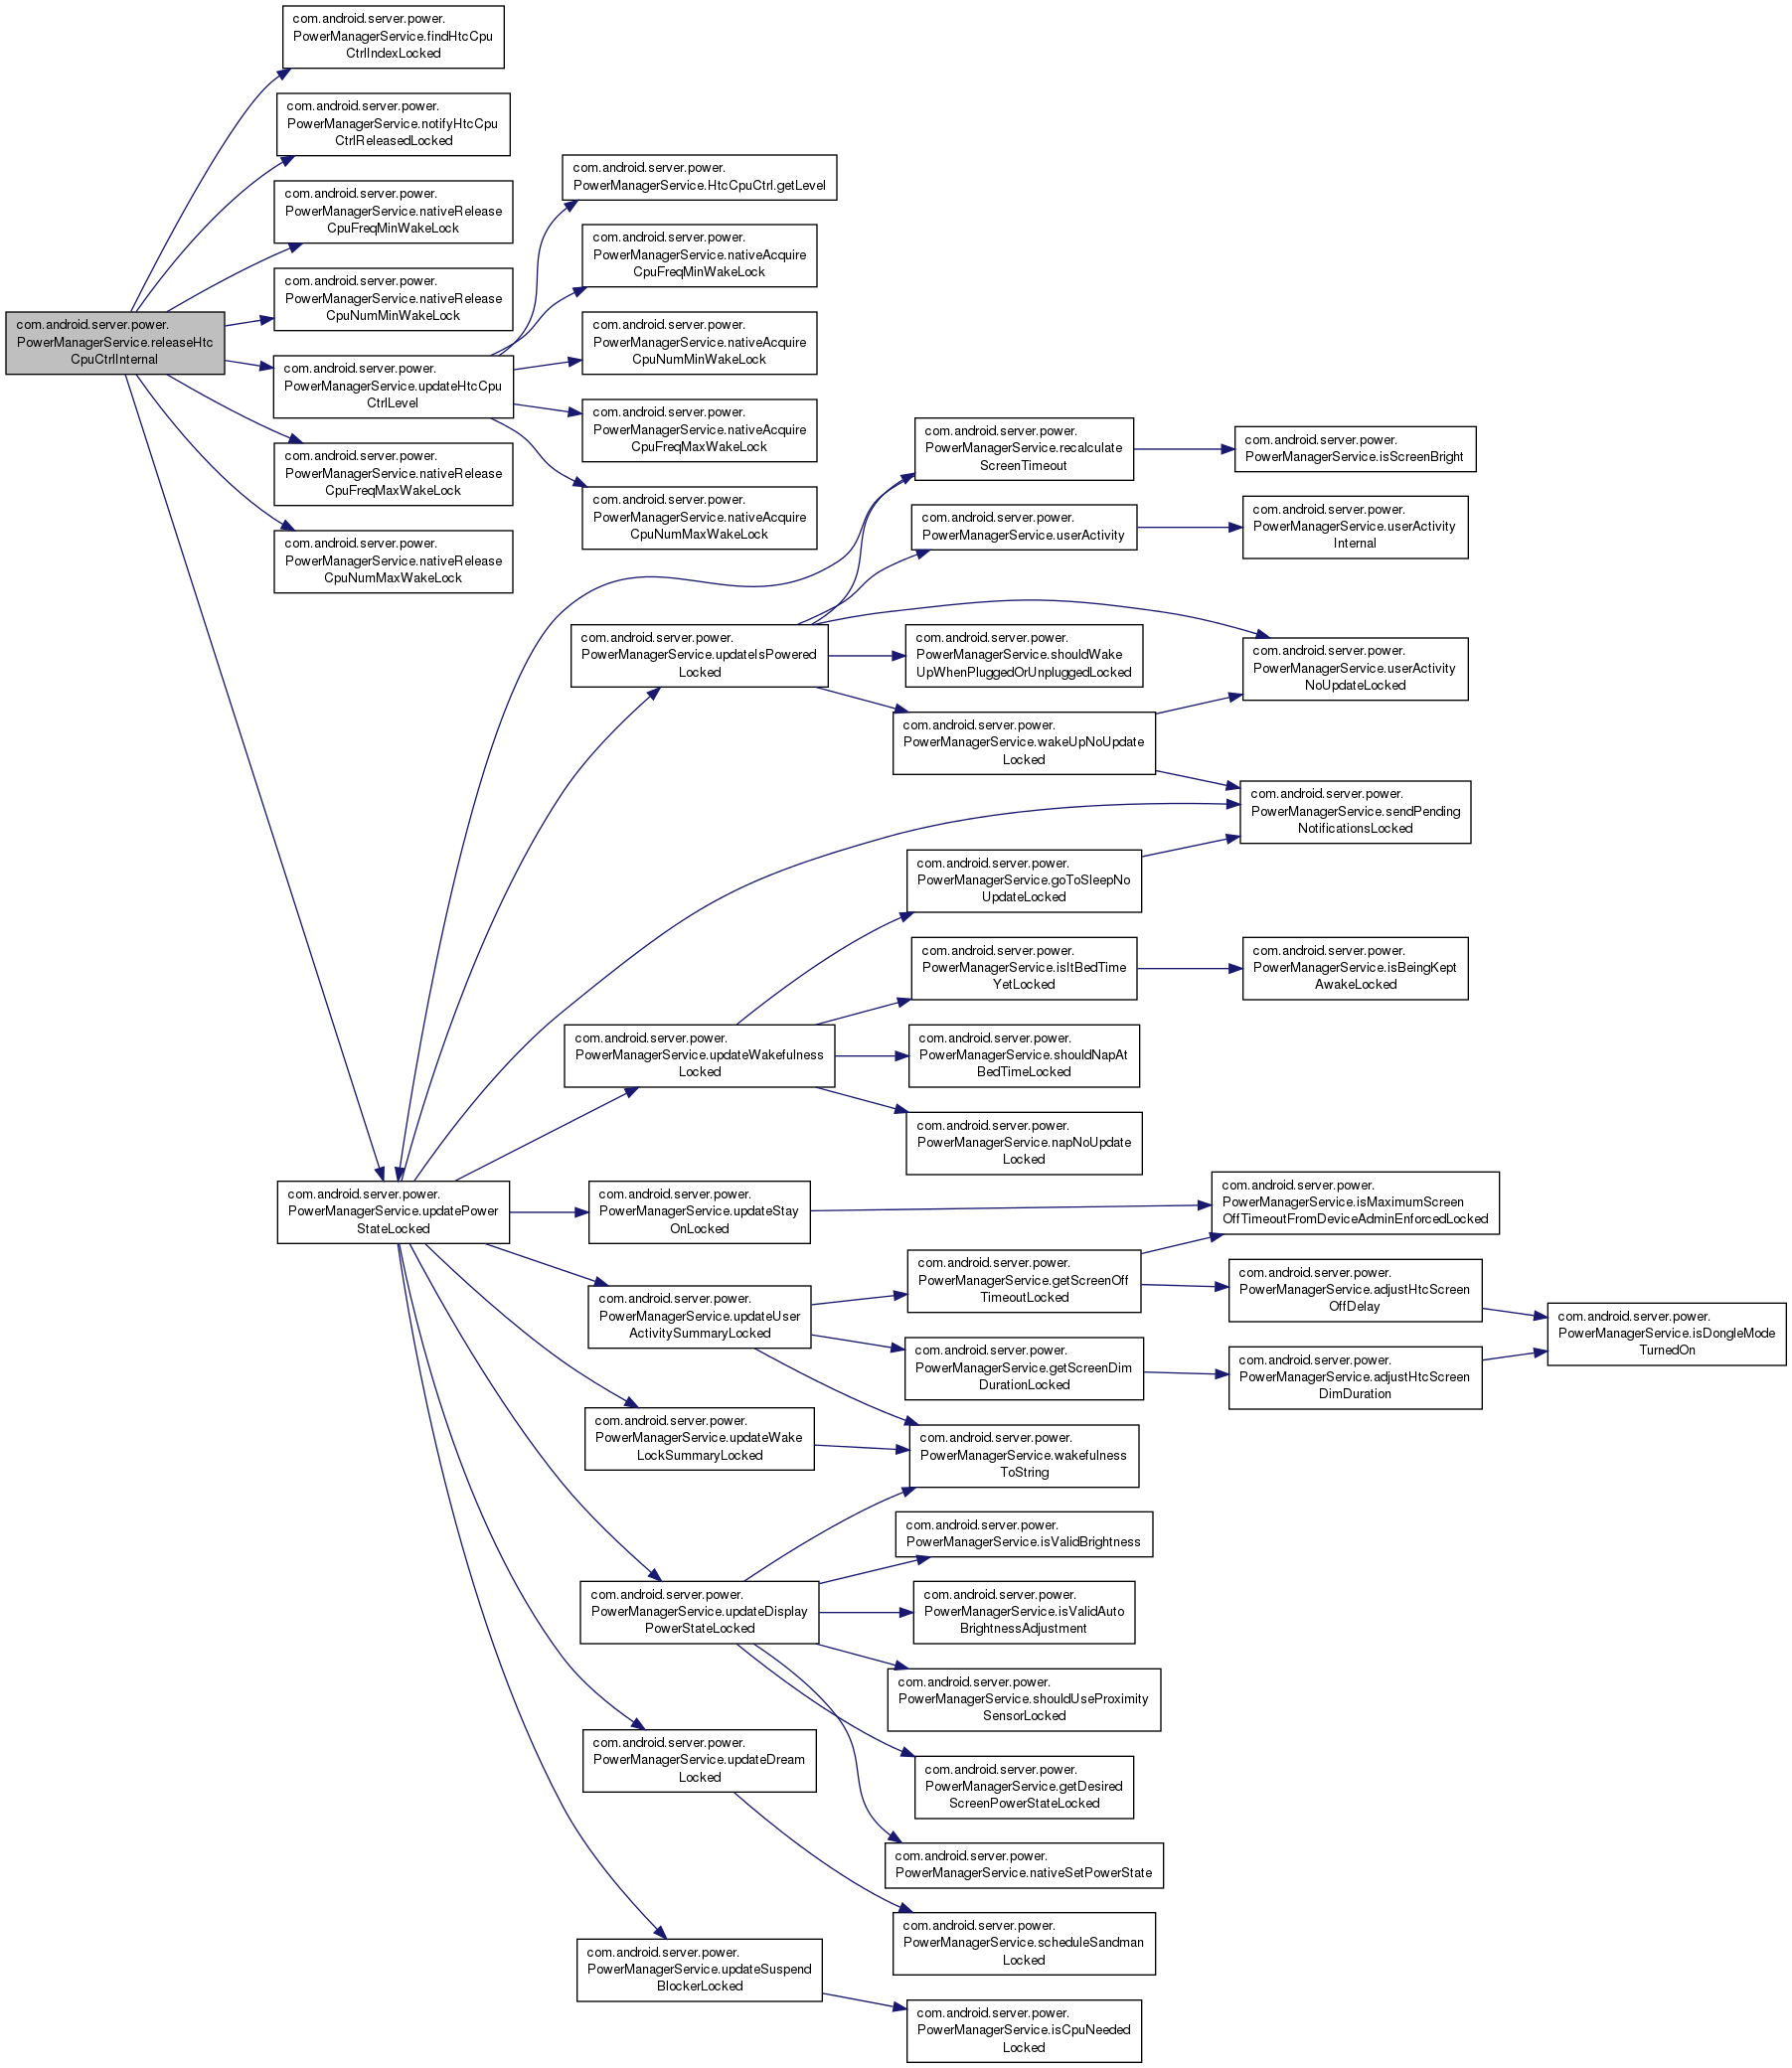 com.android.server.power.
PowerManagerService.findHtcCpu
CtrlIndexLocked
com.android.server.power.
PowerManagerService.notifyHtcCpu
CtrlReleasedLocked
com.android.server.power.
PowerManagerService.nativeRelease
CpuFreqMinWakeLock
com.android.server.power.
PowerManagerService.nativeRelease
CpuNumMinWakeLock
com.android.server.power.
PowerManagerService.releaseHtc
CpuCtrlInternal
com.android.server.power.
PowerManagerService.updateHtcCpu
CtrlLevel
com.android.server.power.
PowerManagerService.nativeRelease
CpuFreqMaxWakeLock
com.android.server.power.
PowerManagerService.nativeRelease
CpuNumMaxWakeLock
com.android.server.power.
PowerManagerService.HtcCpuCtrl.getLevel
com.android.server.power.
PowerManagerService.nativeAcquire
CpuFreqMinWakeLock
com.android.server.power.
PowerManagerService.nativeAcquire
CpuNumMinWakeLock
com.android.server.power.
PowerManagerService.nativeAcquire
CpuFreqMaxWakeLock
com.android.server.power.
PowerManagerService.nativeAcquire
CpuNumMaxWakeLock
com.android.server.power.
PowerManagerService.recalculate
ScreenTimeout
com.android.server.power.
PowerManagerService.isScreenBright
com.android.server.power.
PowerManagerService.userActivity
com.android.server.power.
PowerManagerService.userActivity
Internal
com.android.server.power.
PowerManagerService.updateIsPowered
Locked
com.android.server.power.
PowerManagerService.shouldWake
UpWhenPluggedOrUnpluggedLocked
com.android.server.power.
PowerManagerService.userActivity
NoUpdateLocked
com.android.server.power.
PowerManagerService.wakeUpNoUpdate
Locked
com.android.server.power.
PowerManagerService.sendPending
NotificationsLocked
com.android.server.power.
PowerManagerService.goToSleepNo
UpdateLocked
com.android.server.power.
PowerManagerService.isItBedTime
YetLocked
com.android.server.power.
PowerManagerService.isBeingKept
AwakeLocked
com.android.server.power.
PowerManagerService.updateWakefulness
Locked
com.android.server.power.
PowerManagerService.shouldNapAt
BedTimeLocked
com.android.server.power.
PowerManagerService.napNoUpdate
Locked
com.android.server.power.
PowerManagerService.updatePower
StateLocked
com.android.server.power.
PowerManagerService.updateStay
OnLocked
com.android.server.power.
PowerManagerService.isMaximumScreen
OffTimeoutFromDeviceAdminEnforcedLocked
com.android.server.power.
PowerManagerService.getScreenOff
TimeoutLocked
com.android.server.power.
PowerManagerService.adjustHtcScreen
OffDelay
com.android.server.power.
PowerManagerService.updateUser
ActivitySummaryLocked
com.android.server.power.
PowerManagerService.isDongleMode
TurnedOn
com.android.server.power.
PowerManagerService.getScreenDim
DurationLocked
com.android.server.power.
PowerManagerService.adjustHtcScreen
DimDuration
com.android.server.power.
PowerManagerService.updateWake
LockSummaryLocked
com.android.server.power.
PowerManagerService.wakefulness
ToString
com.android.server.power.
PowerManagerService.isValidBrightness
com.android.server.power.
PowerManagerService.updateDisplay
PowerStateLocked
com.android.server.power.
PowerManagerService.isValidAuto
BrightnessAdjustment
com.android.server.power.
PowerManagerService.shouldUseProximity
SensorLocked
com.android.server.power.
PowerManagerService.updateDream
Locked
com.android.server.power.
PowerManagerService.getDesired
ScreenPowerStateLocked
com.android.server.power.
PowerManagerService.nativeSetPowerState
com.android.server.power.
PowerManagerService.scheduleSandman
Locked
com.android.server.power.
PowerManagerService.updateSuspend
BlockerLocked
com.android.server.power.
PowerManagerService.isCpuNeeded
Locked